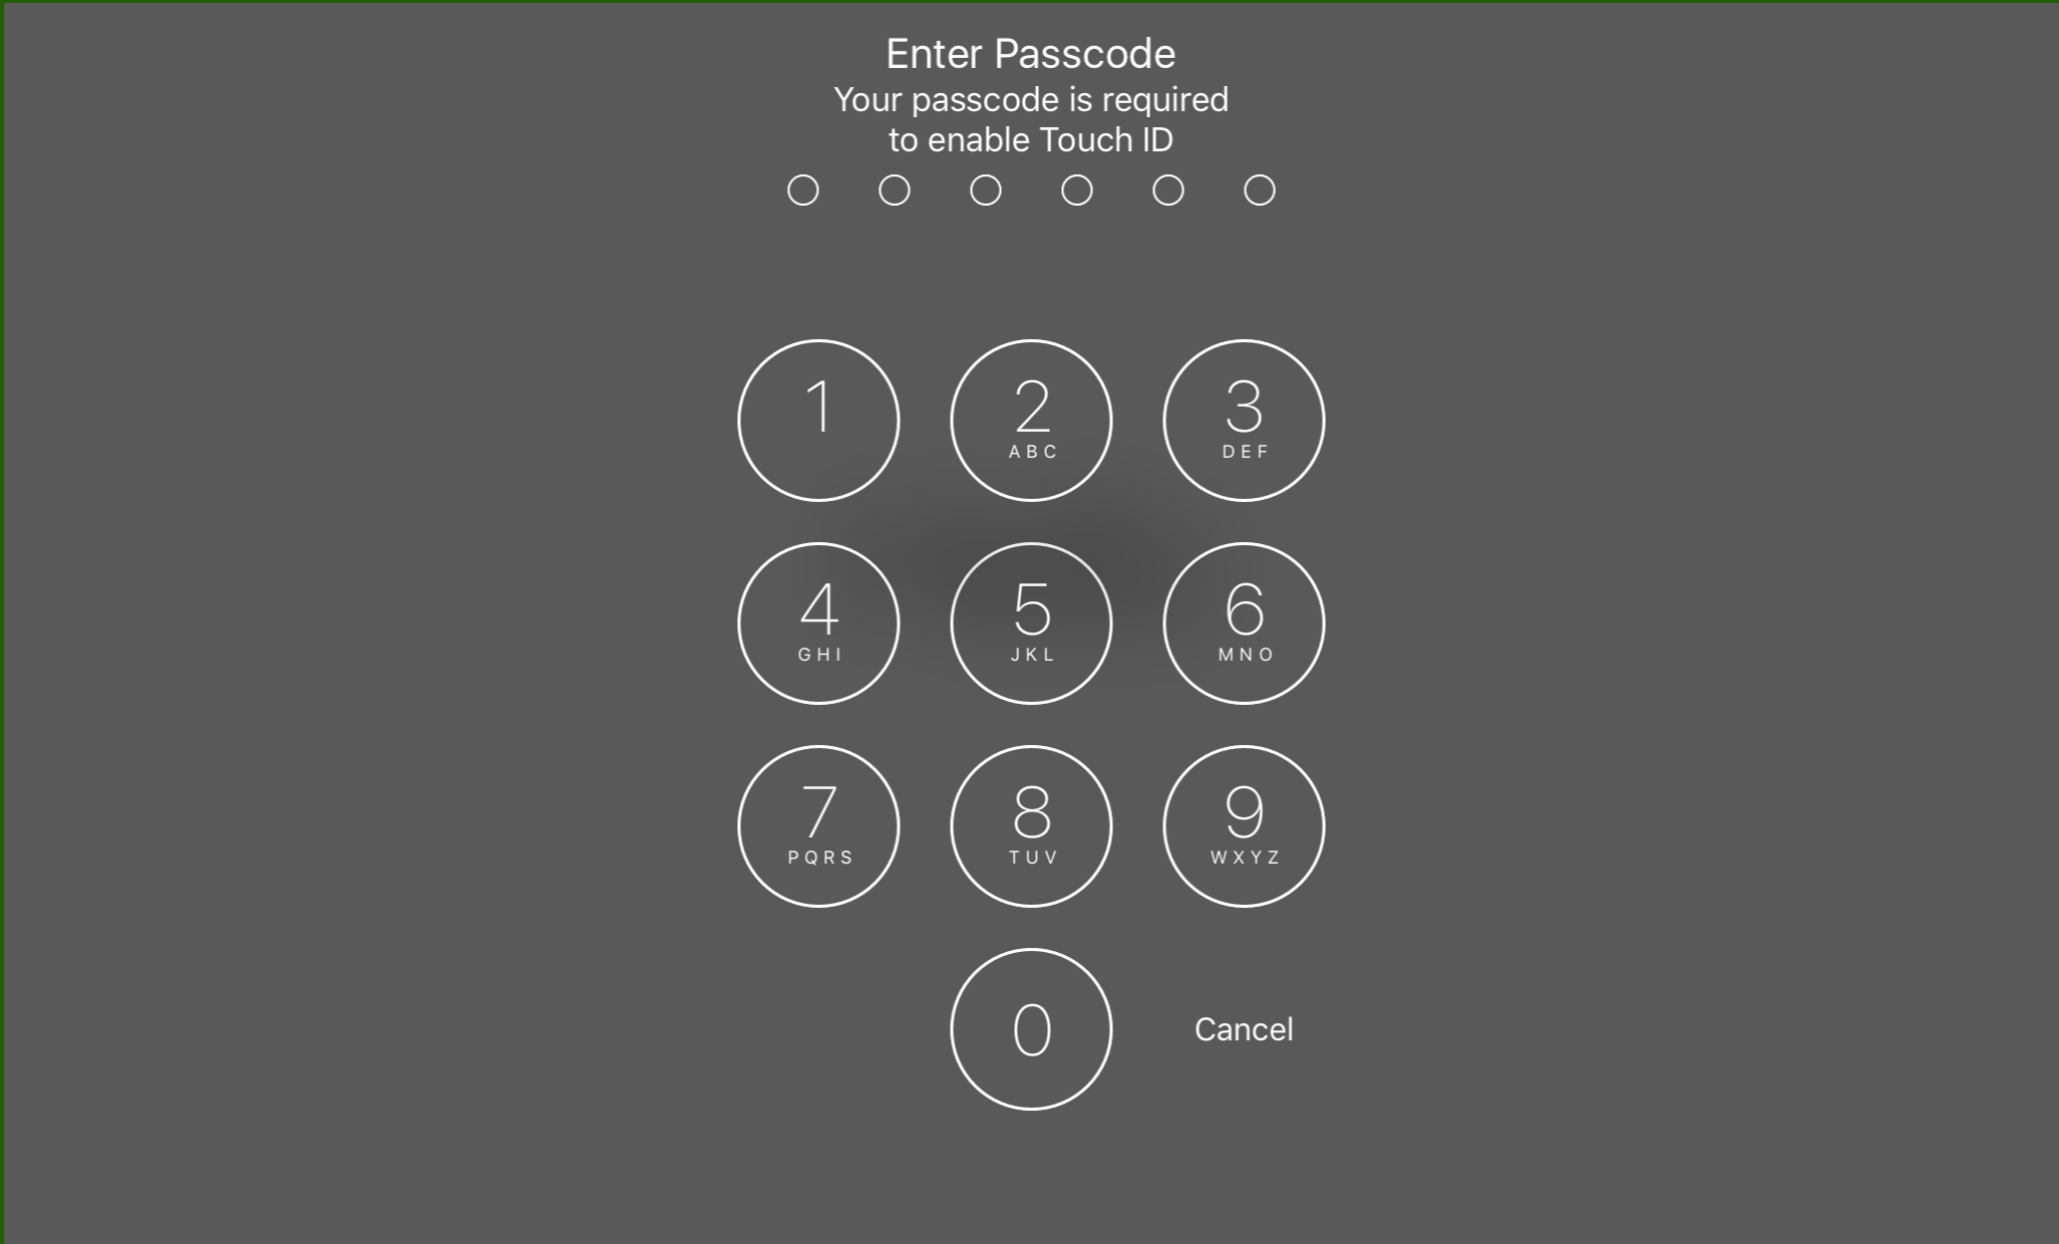 Enter Passcode
Your passcode is required
to enable Touch ID
1
2
3
ABC
DEF
4
5
6
GHI
JKL
MNO
7
8
9
PQRS
TUV
WXYZ
0
Cancel